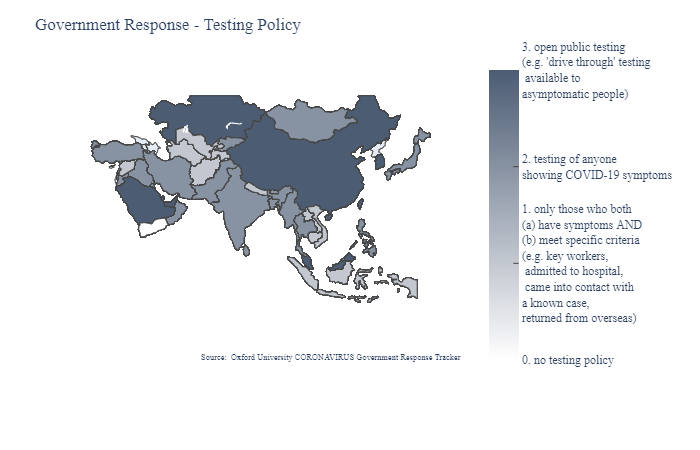 Government Response - Testing Policy
3. open public testing
(e.g. 'drive through' testing
available to
asymptomatic people)
2. testing of anyone
showing COVID-19 symptoms
1. only those who both
(a) have symptoms AND
(b) meet specific criteria
(e.g. key workers,
admitted to hospital,
came into contact with
a known case,
returned from overseas)
0. no testing policy
Source: Oxford University CORONAVIRUS Government Response Tracker